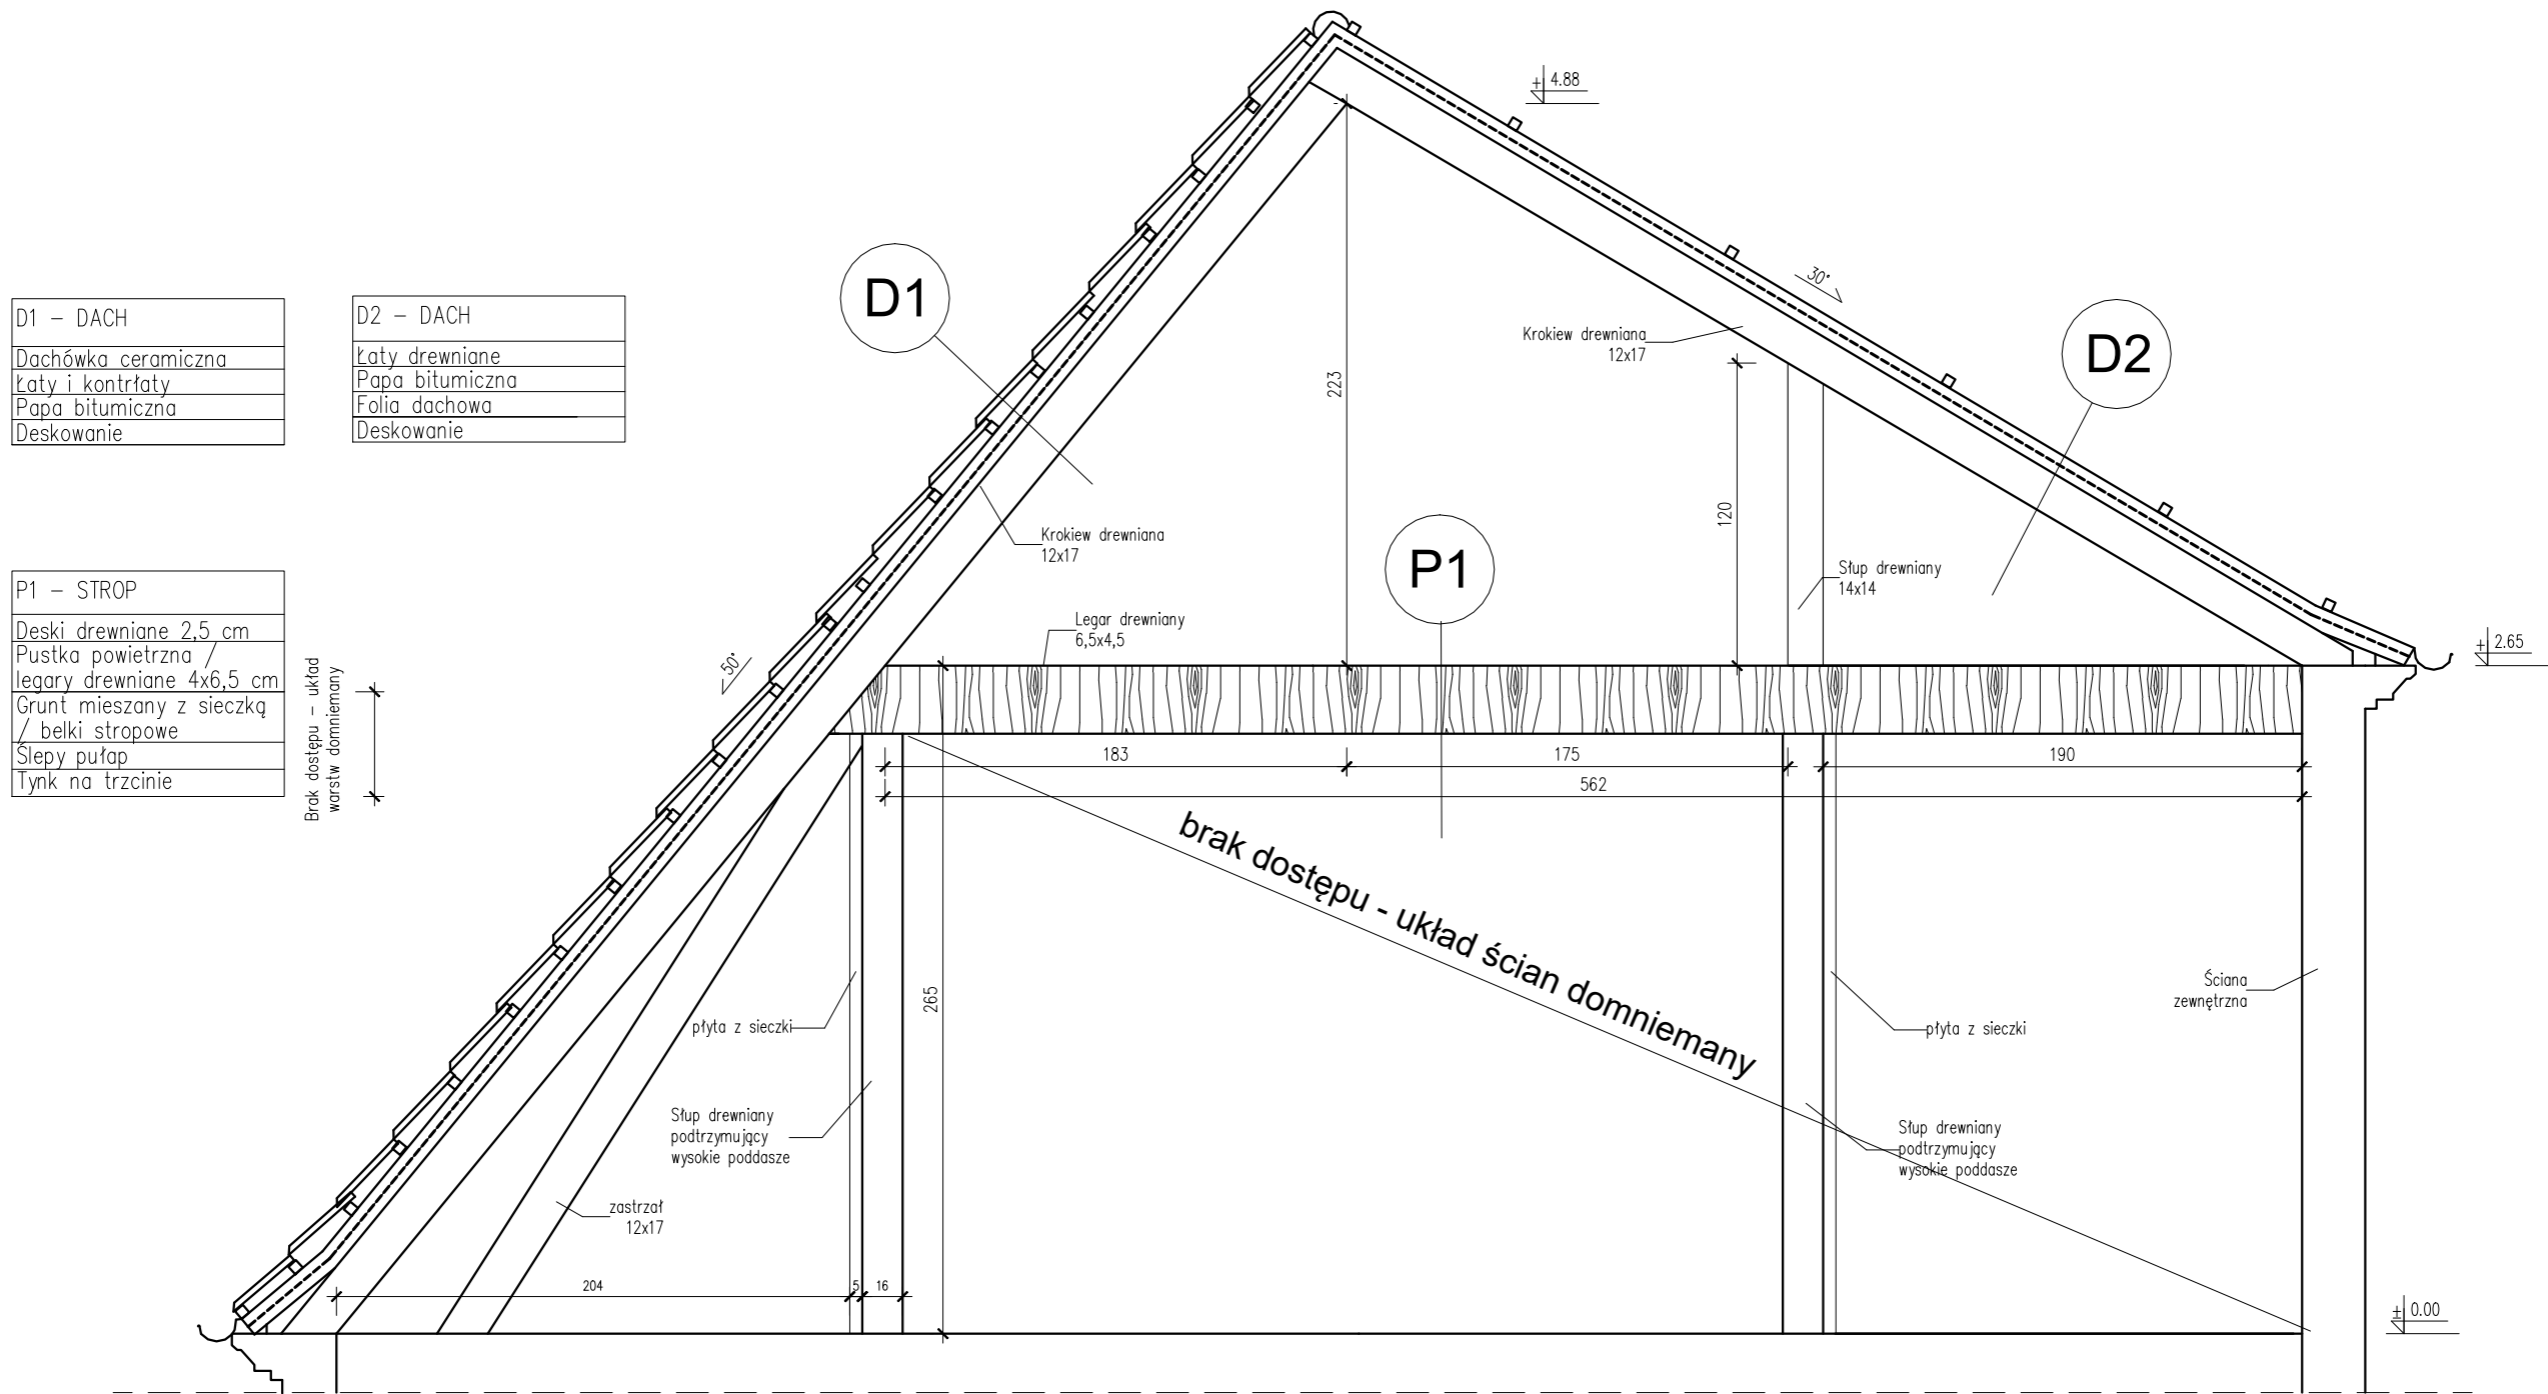 + 4.88
D1
30°
D1 – DACH
Dachówka ceramiczna
Łaty i kontrłaty
Papa bitumiczna
Deskowanie
D2 – DACH
Łaty drewniane
Papa bitumiczna
Folia dachowa
Deskowanie
Krokiew drewniana
12x17
D2
223
120
Krokiew drewniana
12x17
P1
Słup drewniany
14x14
P1 – STROP
Deski drewniane 2,5 cm
Pustka powietrzna /
legary drewniane 4x6,5 cm
Grunt mieszany z sieczką
/ belki stropowe
Ślepy pułap
Tynk na trzcinie
Brak dostępu – układ
warstw domniemany
50°
Legar drewniany
6,5x4,5
+ 2.65
183
175
190
562
brak dostępu - układ ścian domniemany
265
płyta z sieczki
płyta z sieczki
Ściana
zewnętrzna
Słup drewniany
podtrzymujący
wysokie poddasze
Słup drewniany
podtrzymujący
wysokie poddasze
zastrzał
12x17
204
5
16
± 0.00